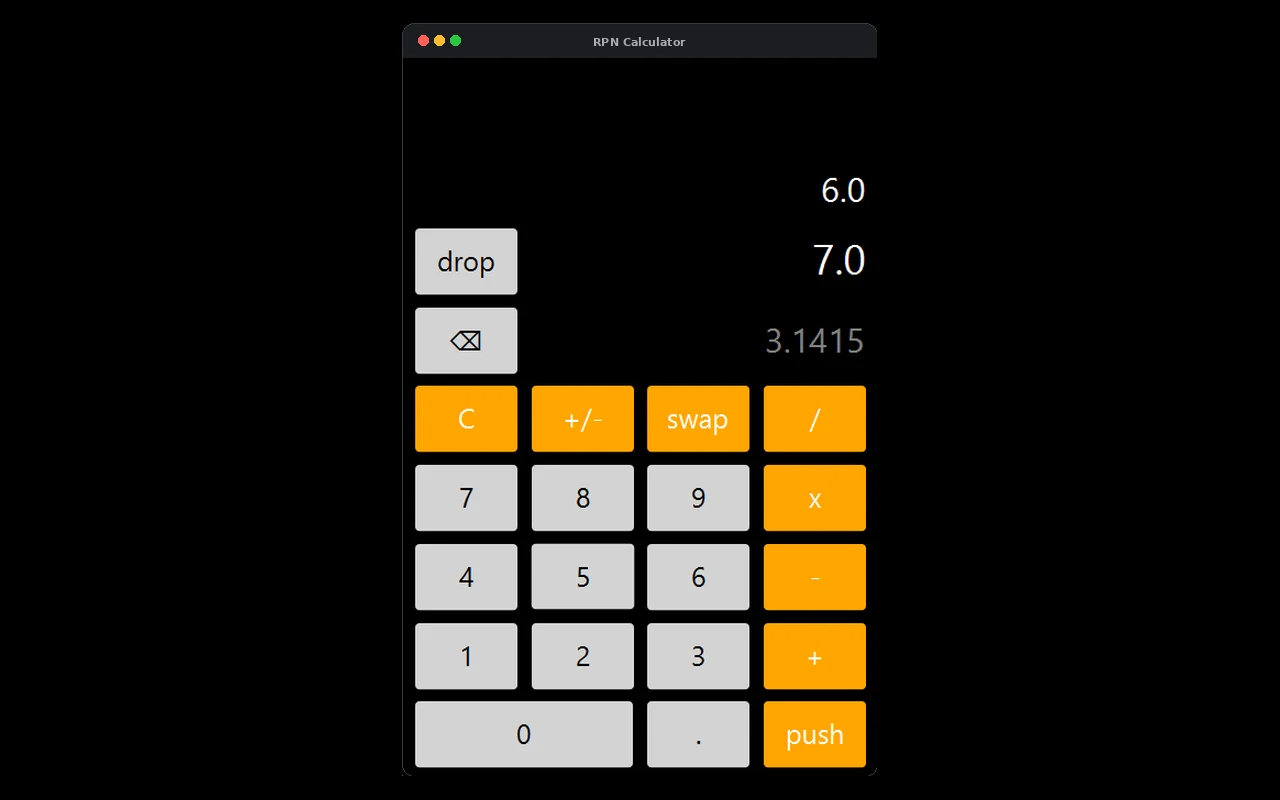 RPN Calculator
6.0
drop 7.0
⌫ 3.1415
C +/- swap /
7 8 9 x
4 5 6 -
1 2 3 +
0 . push